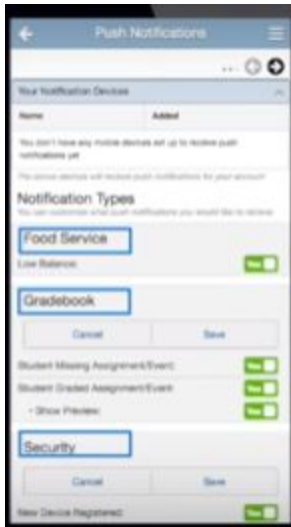 Push Notifications
...
Your Notification Devices
Name Added
You don't have any mobile devices set up to receive push
notifications yet
The above devices will receive push notifications for your account
Notification Types
You can customize what push notifications you would like to receive
Food Service
Low Balance: Yes
Gradebook
Cancel Save
Student Missing Assignment/Event: Yes
Student Graded Assignment/Event: Yes
- Show Preview: Yes
Security
Cancel Save
New Device Registered: Yes